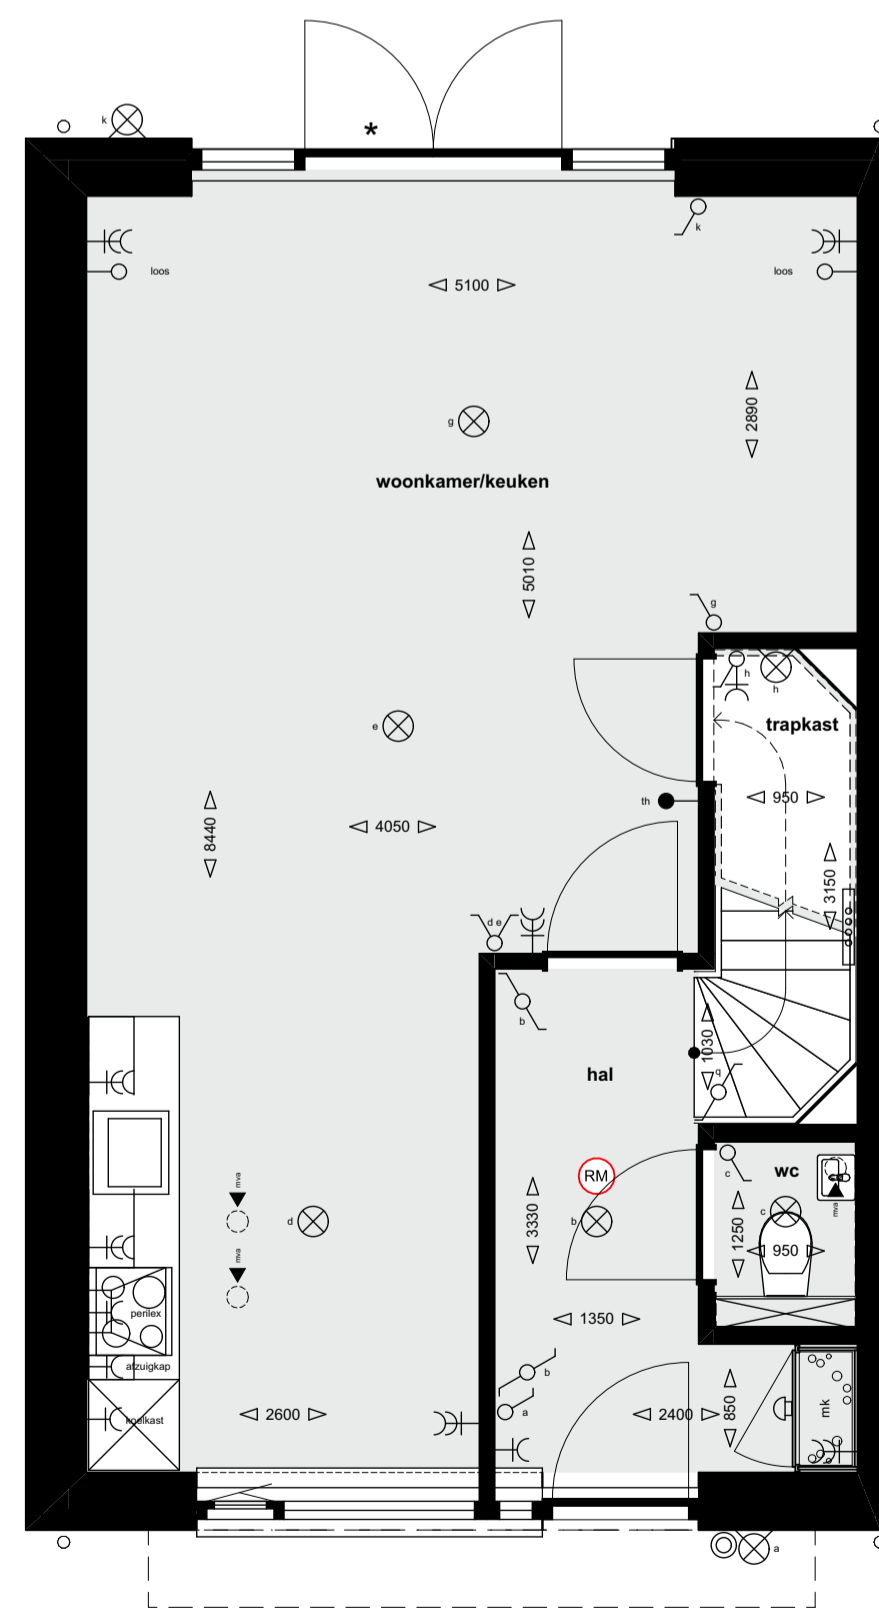 k
*
k
loos
loos
5100
2890
g
woonkamer/keuken
5010
g
h
h
trapkast
e
th
950
8440
4050
3150
d e
b
1030
hal
q
c
wc
mva
RM
c
mva
d
3330
b
1250
950
mva
perilex
1350
afzuigkap
b
a
koelkast
2600
2400
850
mk
a